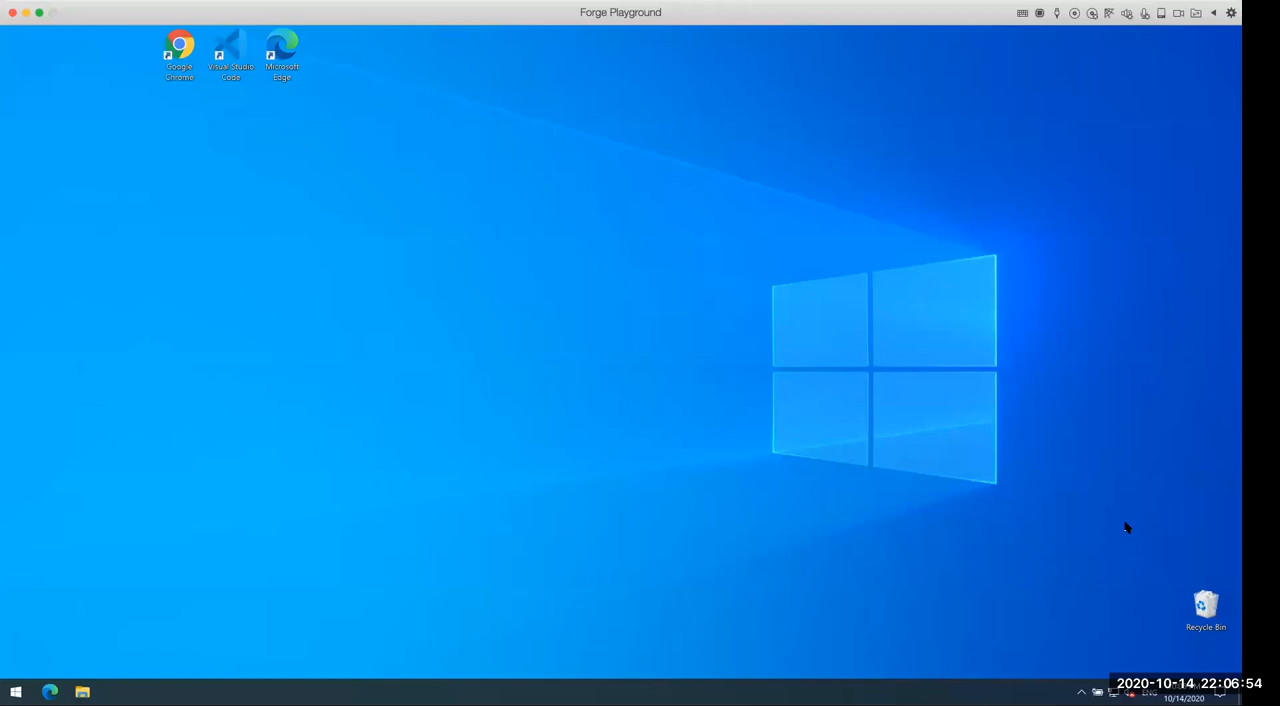 Forge Playground
Google
Chrome
Visual Studio
Code
Microsoft
Edge
Recycle Bin
2020-10-14 22:06:54
ENG
10/14/2020